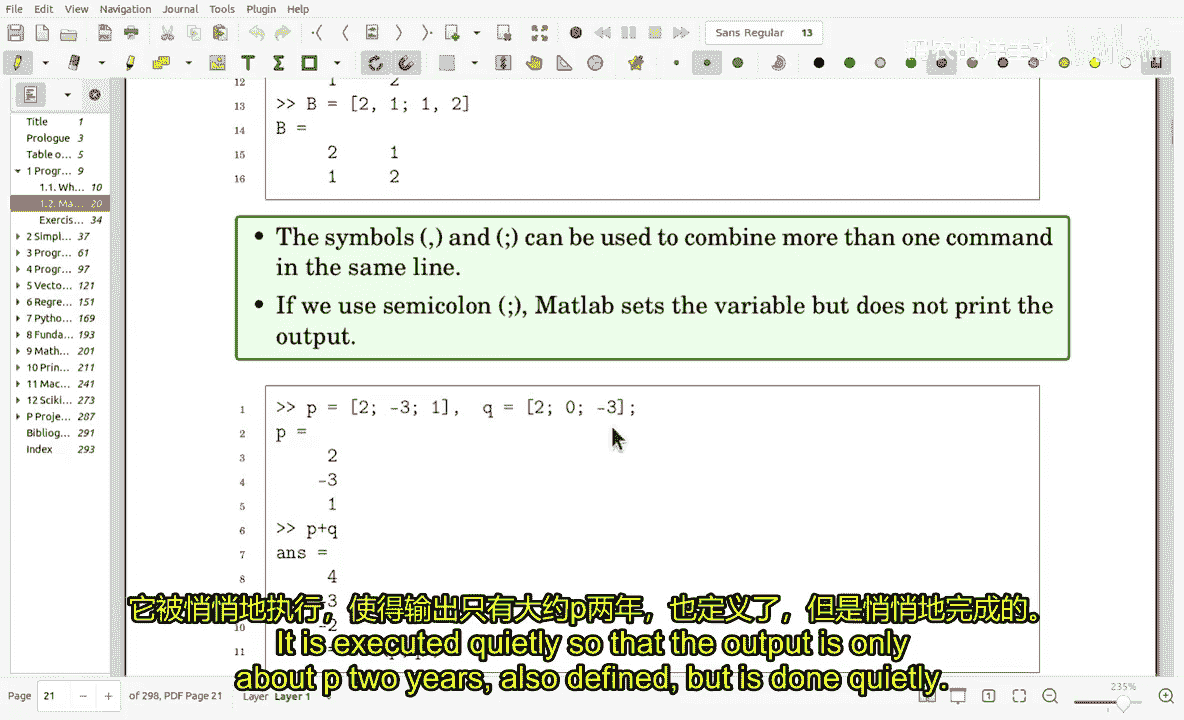 File Edit View Navigation Journal Tools Plugin Help
Sans Regular 13
Title 1
Prologue 3
Table o... 5
1 Progr... 9
1.1. Wh... 10
1.2. Ma... 20
Exercis... 34
2 Simpl... 37
3 Progr... 61
4 Progr... 97
5 Vecto... 121
6 Regre... 151
7 Pytho... 169
8 Funda... 193
9 Math... 201
10 Prin... 211
11 Mac... 241
12 Sciki... 273
P Proje... 287
Bibliog... 291
Index 293
12 1 2
13 >> B = [2, 1; 1, 2]
14 B =
15 2 1
16 1 2
• The symbols (,) and (;) can be used to combine more than one command
in the same line.
• If we use semicolon (;), Matlab sets the variable but does not print the
output.
1 >> p = [2; -3; 1], q = [2; 0; -3];
2 p =
3 2
4 -3
5 1
6 >> p+q
7 ans =
8 4
-3
10 -2
11
它被悄悄地执行，使得输出只有大约p两年，也定义了，但是悄悄地完成的。
It is executed quietly so that the output is only
about p two years, also defined, but is done quietly.
Page 21 of 298, PDF Page 21 Layer Layer 1 235%